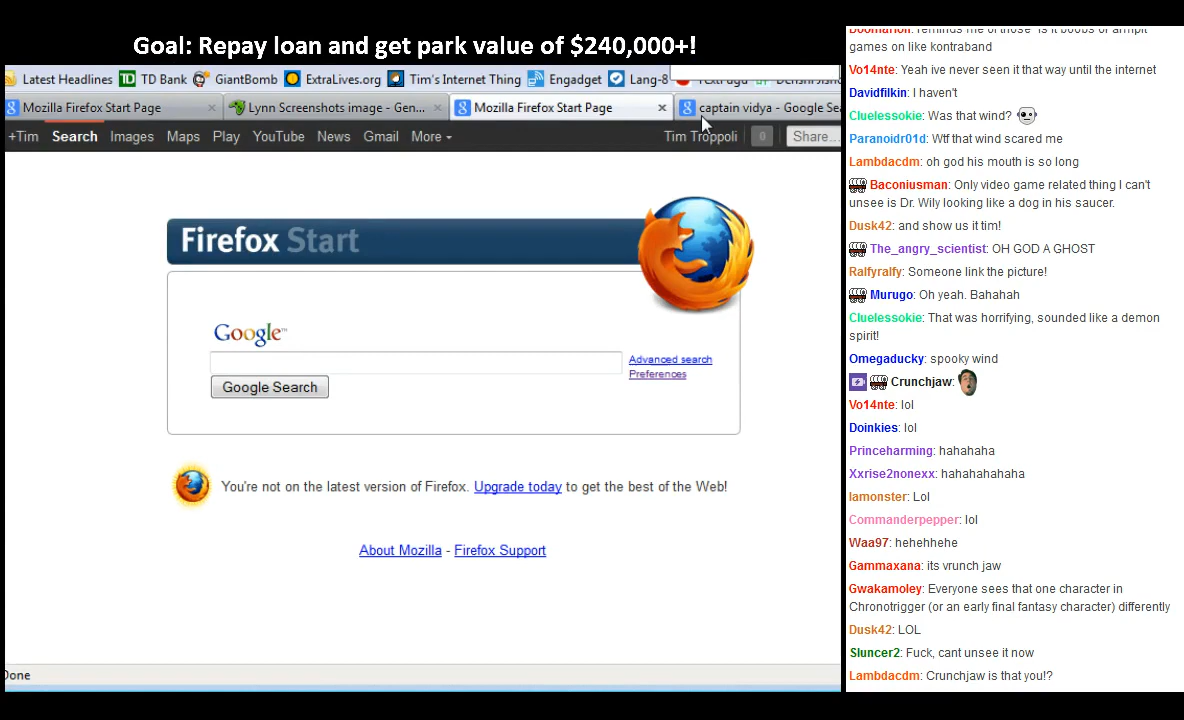 Goal: Repay loan and get park value of $240,000+!
Latest Headlines TD TD Bank GiantBomb ExtraLives.org Tim's Internet Thing Engadget Lang-8
Mozilla Firefox Start Page Lynn Screenshots image - Gen... Mozilla Firefox Start Page captain vidya - Google Se
+Tim Search Images Maps Play YouTube News Gmail More Tim Troppoli 0 Share...
Firefox Start
Google™
Advanced search
Preferences
Google Search
You're not on the latest version of Firefox. Upgrade today to get the best of the Web!
About Mozilla - Firefox Support
Done
games on like kontraband
Vo14nte: Yeah ive never seen it that way until the internet
Davidfilkin: I haven't
Cluelessokie: Was that wind?
Paranoidr01d: Wtf that wind scared me
Lambdacdm: oh god his mouth is so long
Baconiusman: Only video game related thing I can't
unsee is Dr. Wily looking like a dog in his saucer.
Dusk42: and show us it tim!
The_angry_scientist: OH GOD A GHOST
Ralfyralfy: Someone link the picture!
Murugo: Oh yeah. Bahahah
Cluelessokie: That was horrifying, sounded like a demon
spirit!
Omegaducky: spooky wind
Crunchjaw:
Vo14nte: lol
Doinkies: lol
Princeharming: hahahaha
Xxrise2nonexx: hahahahahaha
Iamonster: Lol
Commanderpepper: lol
Waa97: hehehhehe
Gammaxana: its vrunch jaw
Gwakamoley: Everyone sees that one character in
Chronotrigger (or an early final fantasy character) differently
Dusk42: LOL
Sluncer2: Fuck, cant unsee it now
Lambdacdm: Crunchjaw is that you!?